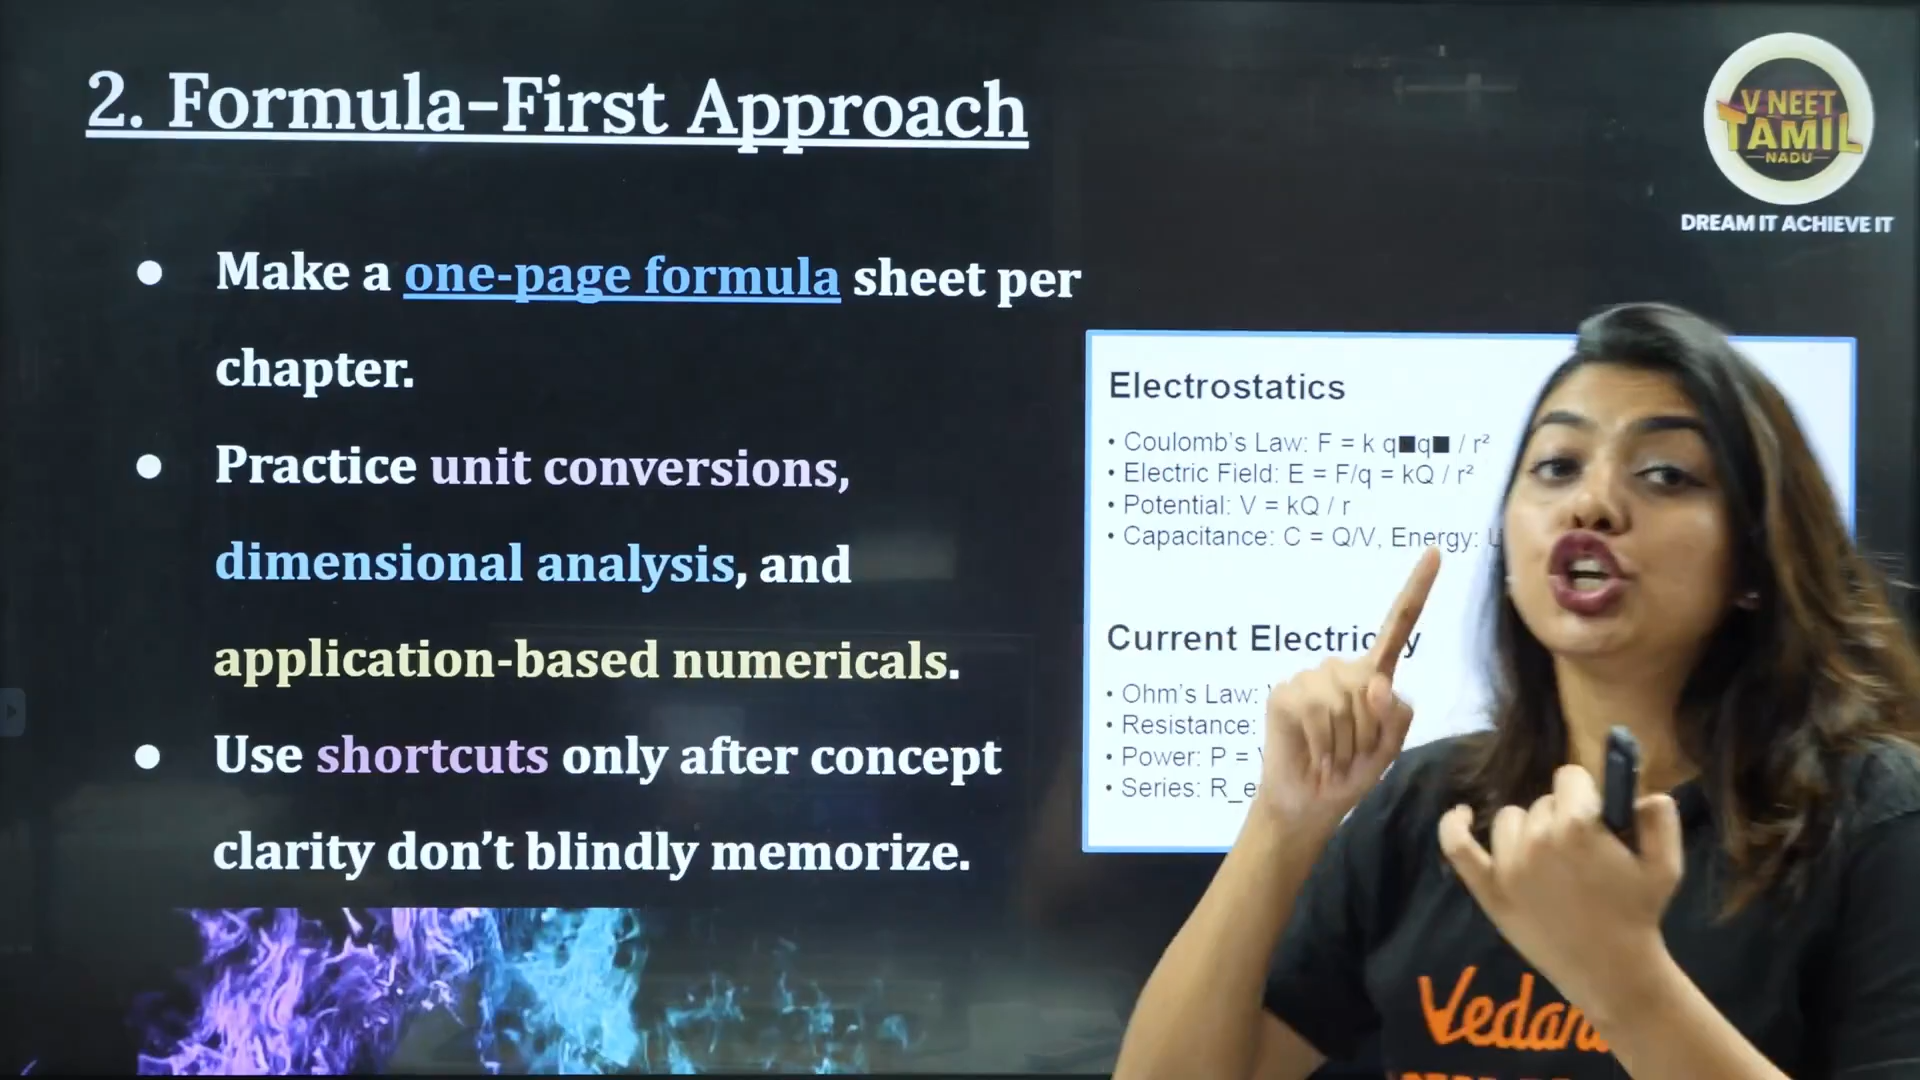 2. Formula-First Approach
V NEET
TAMIL
NADU
DREAM IT ACHIEVE IT
● Make a one-page formula sheet per
chapter.
● Practice unit conversions,
dimensional analysis, and
application-based numericals.
● Use shortcuts only after concept
clarity don’t blindly memorize.
Electrostatics
• Coulomb’s Law: F = k q■q■ / r²
• Electric Field: E = F/q = kQ / r²
• Potential: V = kQ / r
• Capacitance: C = Q/V, Energy: U
Current Electricity
• Ohm’s Law:
• Resistance:
• Power: P =
• Series: R_e
Vedan